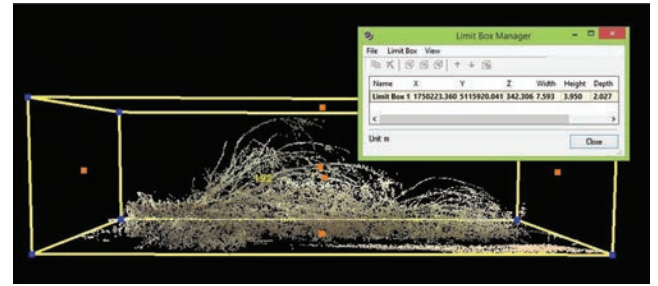 Limit Box Manager
File Limit Box View
Name X Y Z Width Height Depth
Limit Box 1 1750223.360 5115920.041 342.306 7.593 3.950 2.027
Unit: m
Close
192